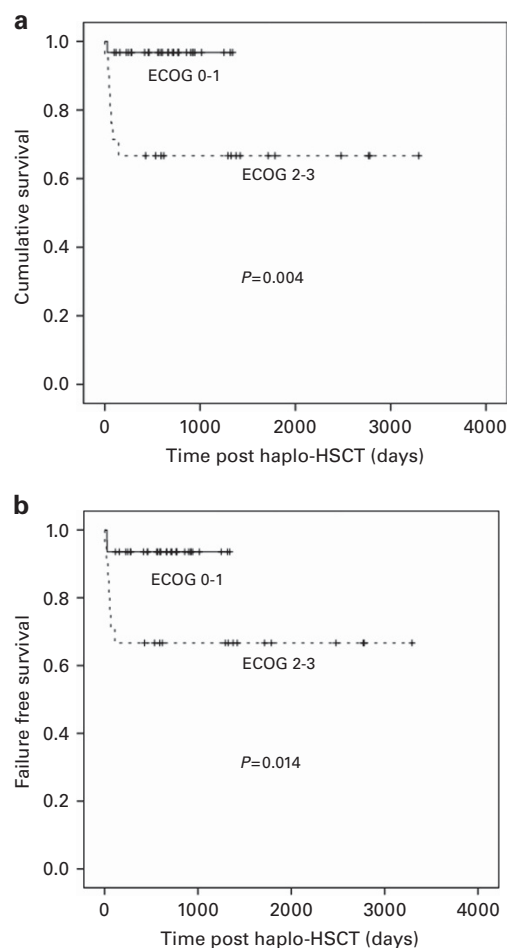 a
1.0
ECOG 0-1
0.8
0.6
ECOG 2-3
0.4
P=0.004
0.2
0.0
Cumulative survival
0 1000 2000 3000 4000
Time post haplo-HSCT (days)
b
1.0
ECOG 0-1
0.8
0.6
ECOG 2-3
0.4
P=0.014
0.2
0.0
Failure free survival
0 1000 2000 3000 4000
Time post haplo-HSCT (days)